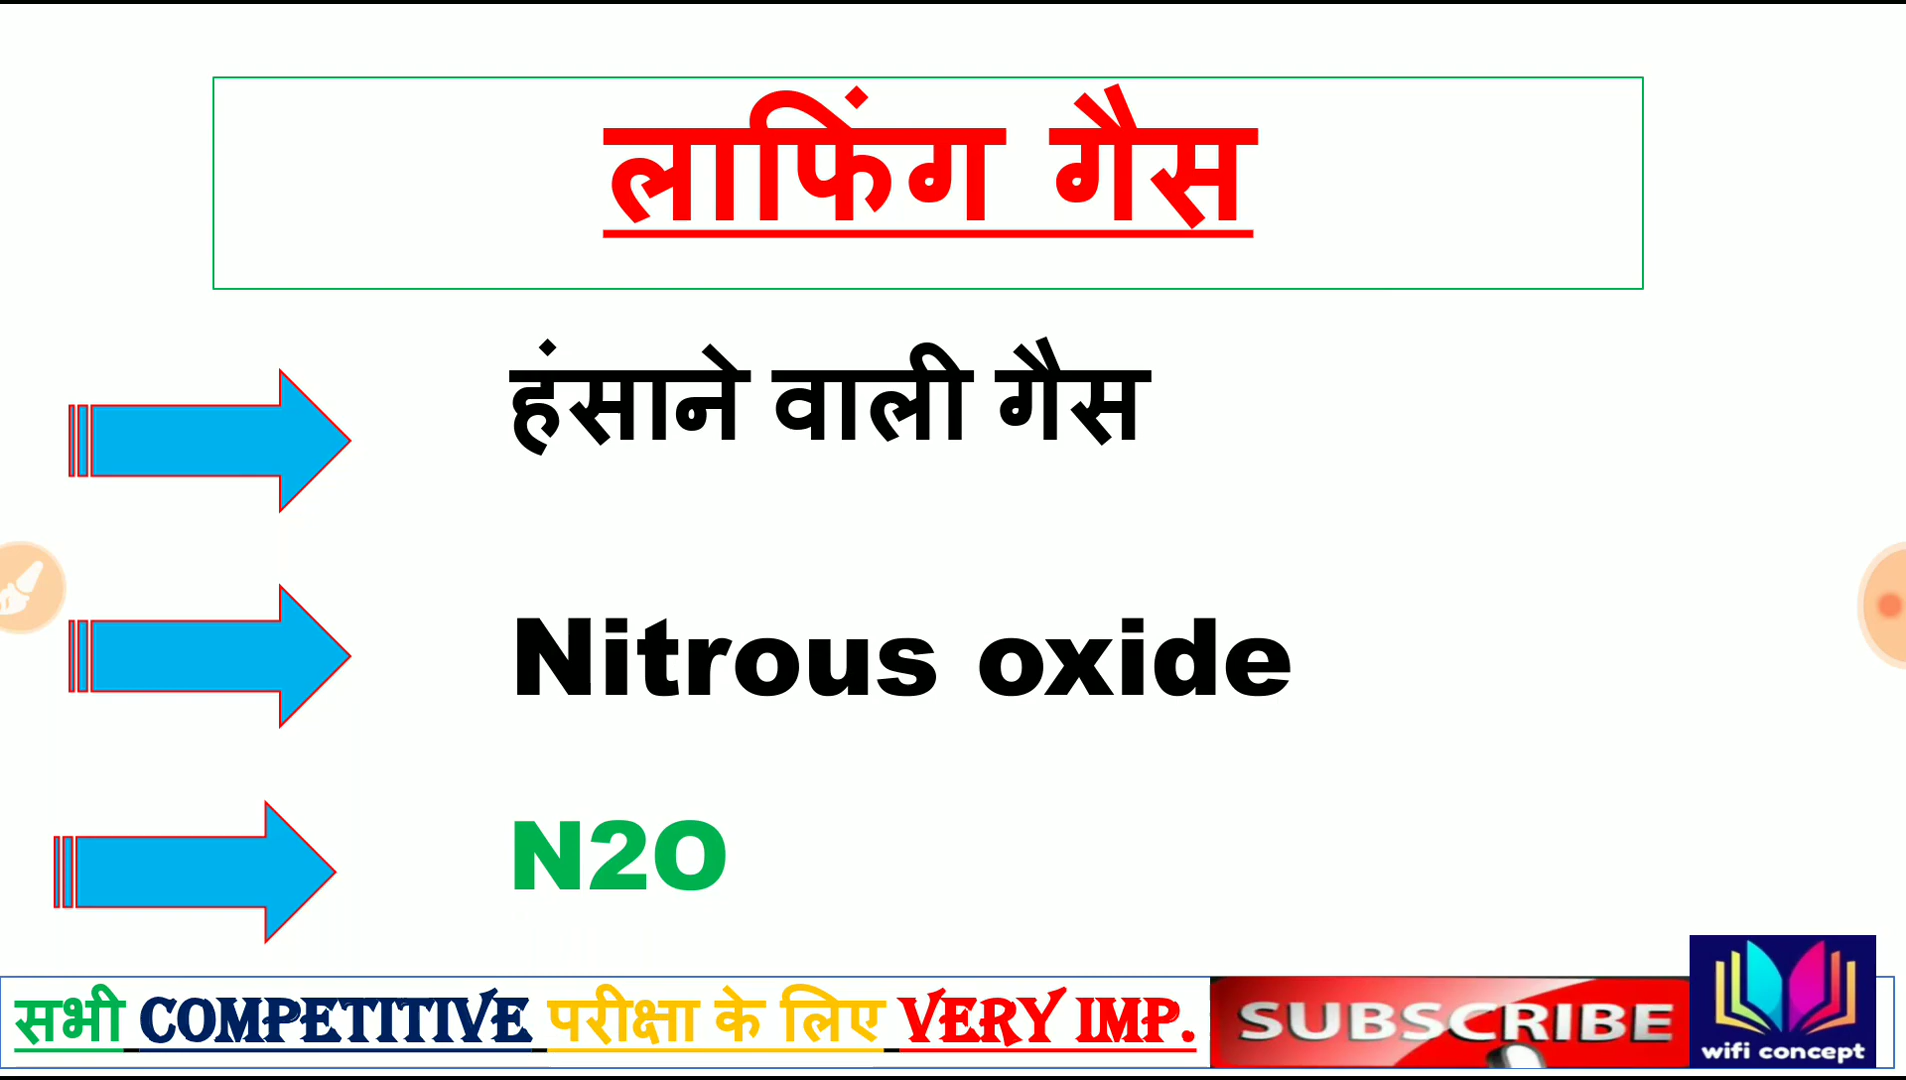 लाफिंग गैस
हंसाने वाली गैस
Nitrous oxide
N2O
सभी COMPETITIVE परीक्षा के लिए VERY IMP.
SUBSCRIBE
wifi concept